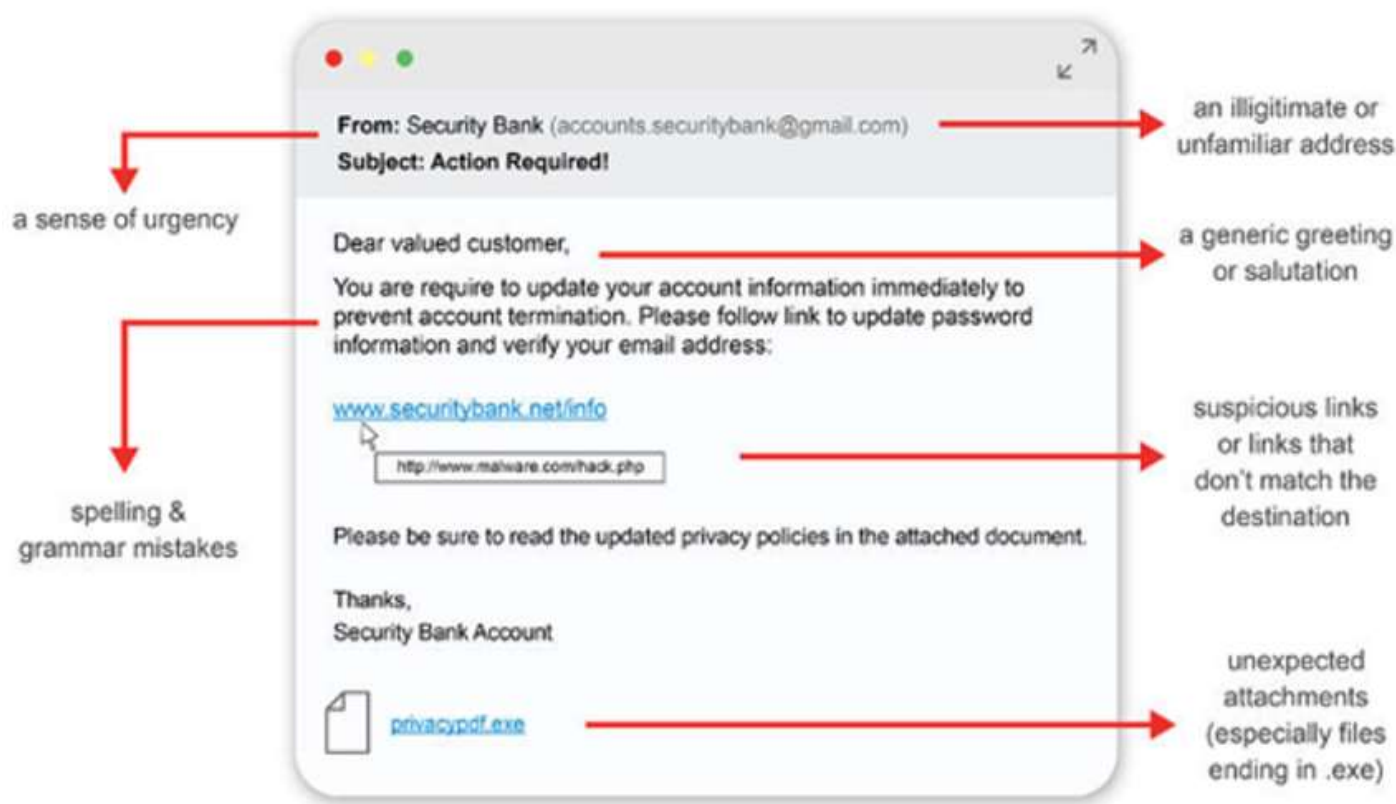 From: Security Bank (accounts.securitybank@gmail.com)
Subject: Action Required!
an illigitimate or
unfamiliar address
a sense of urgency
Dear valued customer,
a generic greeting
or salutation
You are require to update your account information immediately to
prevent account termination. Please follow link to update password
information and verify your email address:
spelling &
grammar mistakes
www.securitybank.net/info
http://www.malware.com/hack.php
suspicious links
or links that
don't match the
destination
Please be sure to read the updated privacy policies in the attached document.
Thanks,
Security Bank Account
privacypdf.exe
unexpected
attachments
(especially files
ending in .exe)